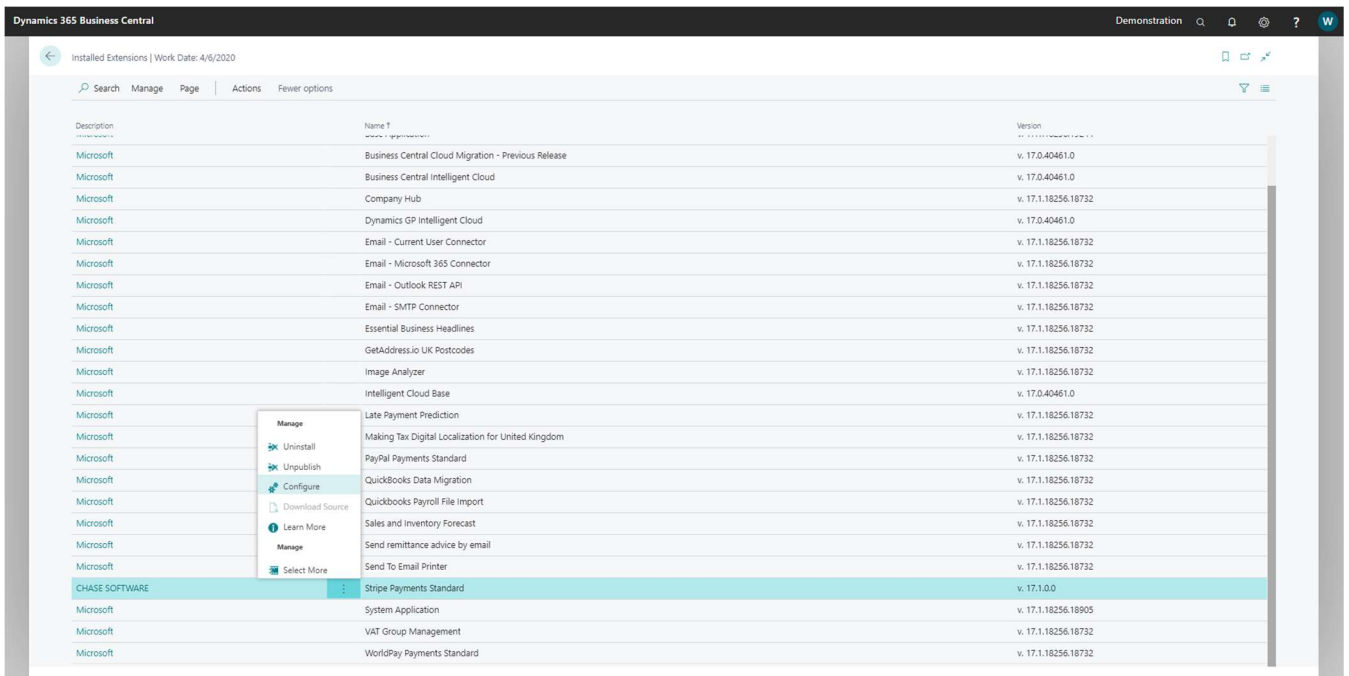 Dynamics 365 Business Central Demonstration ? W
Installed Extensions | Work Date: 4/6/2020
Search Manage Page Actions Fewer options
Description Name ↑ Version
Microsoft Business Central Cloud Migration - Previous Release v. 17.0.40461.0
Microsoft Business Central Intelligent Cloud v. 17.0.40461.0
Microsoft Company Hub v. 17.1.18256.18732
Microsoft Dynamics GP Intelligent Cloud v. 17.0.40461.0
Microsoft Email - Current User Connector v. 17.1.18256.18732
Microsoft Email - Microsoft 365 Connector v. 17.1.18256.18732
Microsoft Email - Outlook REST API v. 17.1.18256.18732
Microsoft Email - SMTP Connector v. 17.1.18256.18732
Microsoft Essential Business Headlines v. 17.1.18256.18732
Microsoft GetAddress.io UK Postcodes v. 17.1.18256.18732
Microsoft Image Analyzer v. 17.1.18256.18732
Microsoft Intelligent Cloud Base v. 17.0.40461.0
Microsoft Late Payment Prediction v. 17.1.18256.18732
Manage
Microsoft Making Tax Digital Localization for United Kingdom v. 17.1.18256.18732
Uninstall
Microsoft PayPal Payments Standard v. 17.1.18256.18732
Unpublish
Microsoft QuickBooks Data Migration v. 17.1.18256.18732
Configure
Microsoft Quickbooks Payroll File Import v. 17.1.18256.18732
Download Source
Microsoft Sales and Inventory Forecast v. 17.1.18256.18732
Learn More
Microsoft Send remittance advice by email v. 17.1.18256.18732
Manage
Microsoft Send To Email Printer v. 17.1.18256.18732
Select More
CHASE SOFTWARE Stripe Payments Standard v. 17.1.0.0
Microsoft System Application v. 17.1.18256.18905
Microsoft VAT Group Management v. 17.1.18256.18732
Microsoft WorldPay Payments Standard v. 17.1.18256.18732